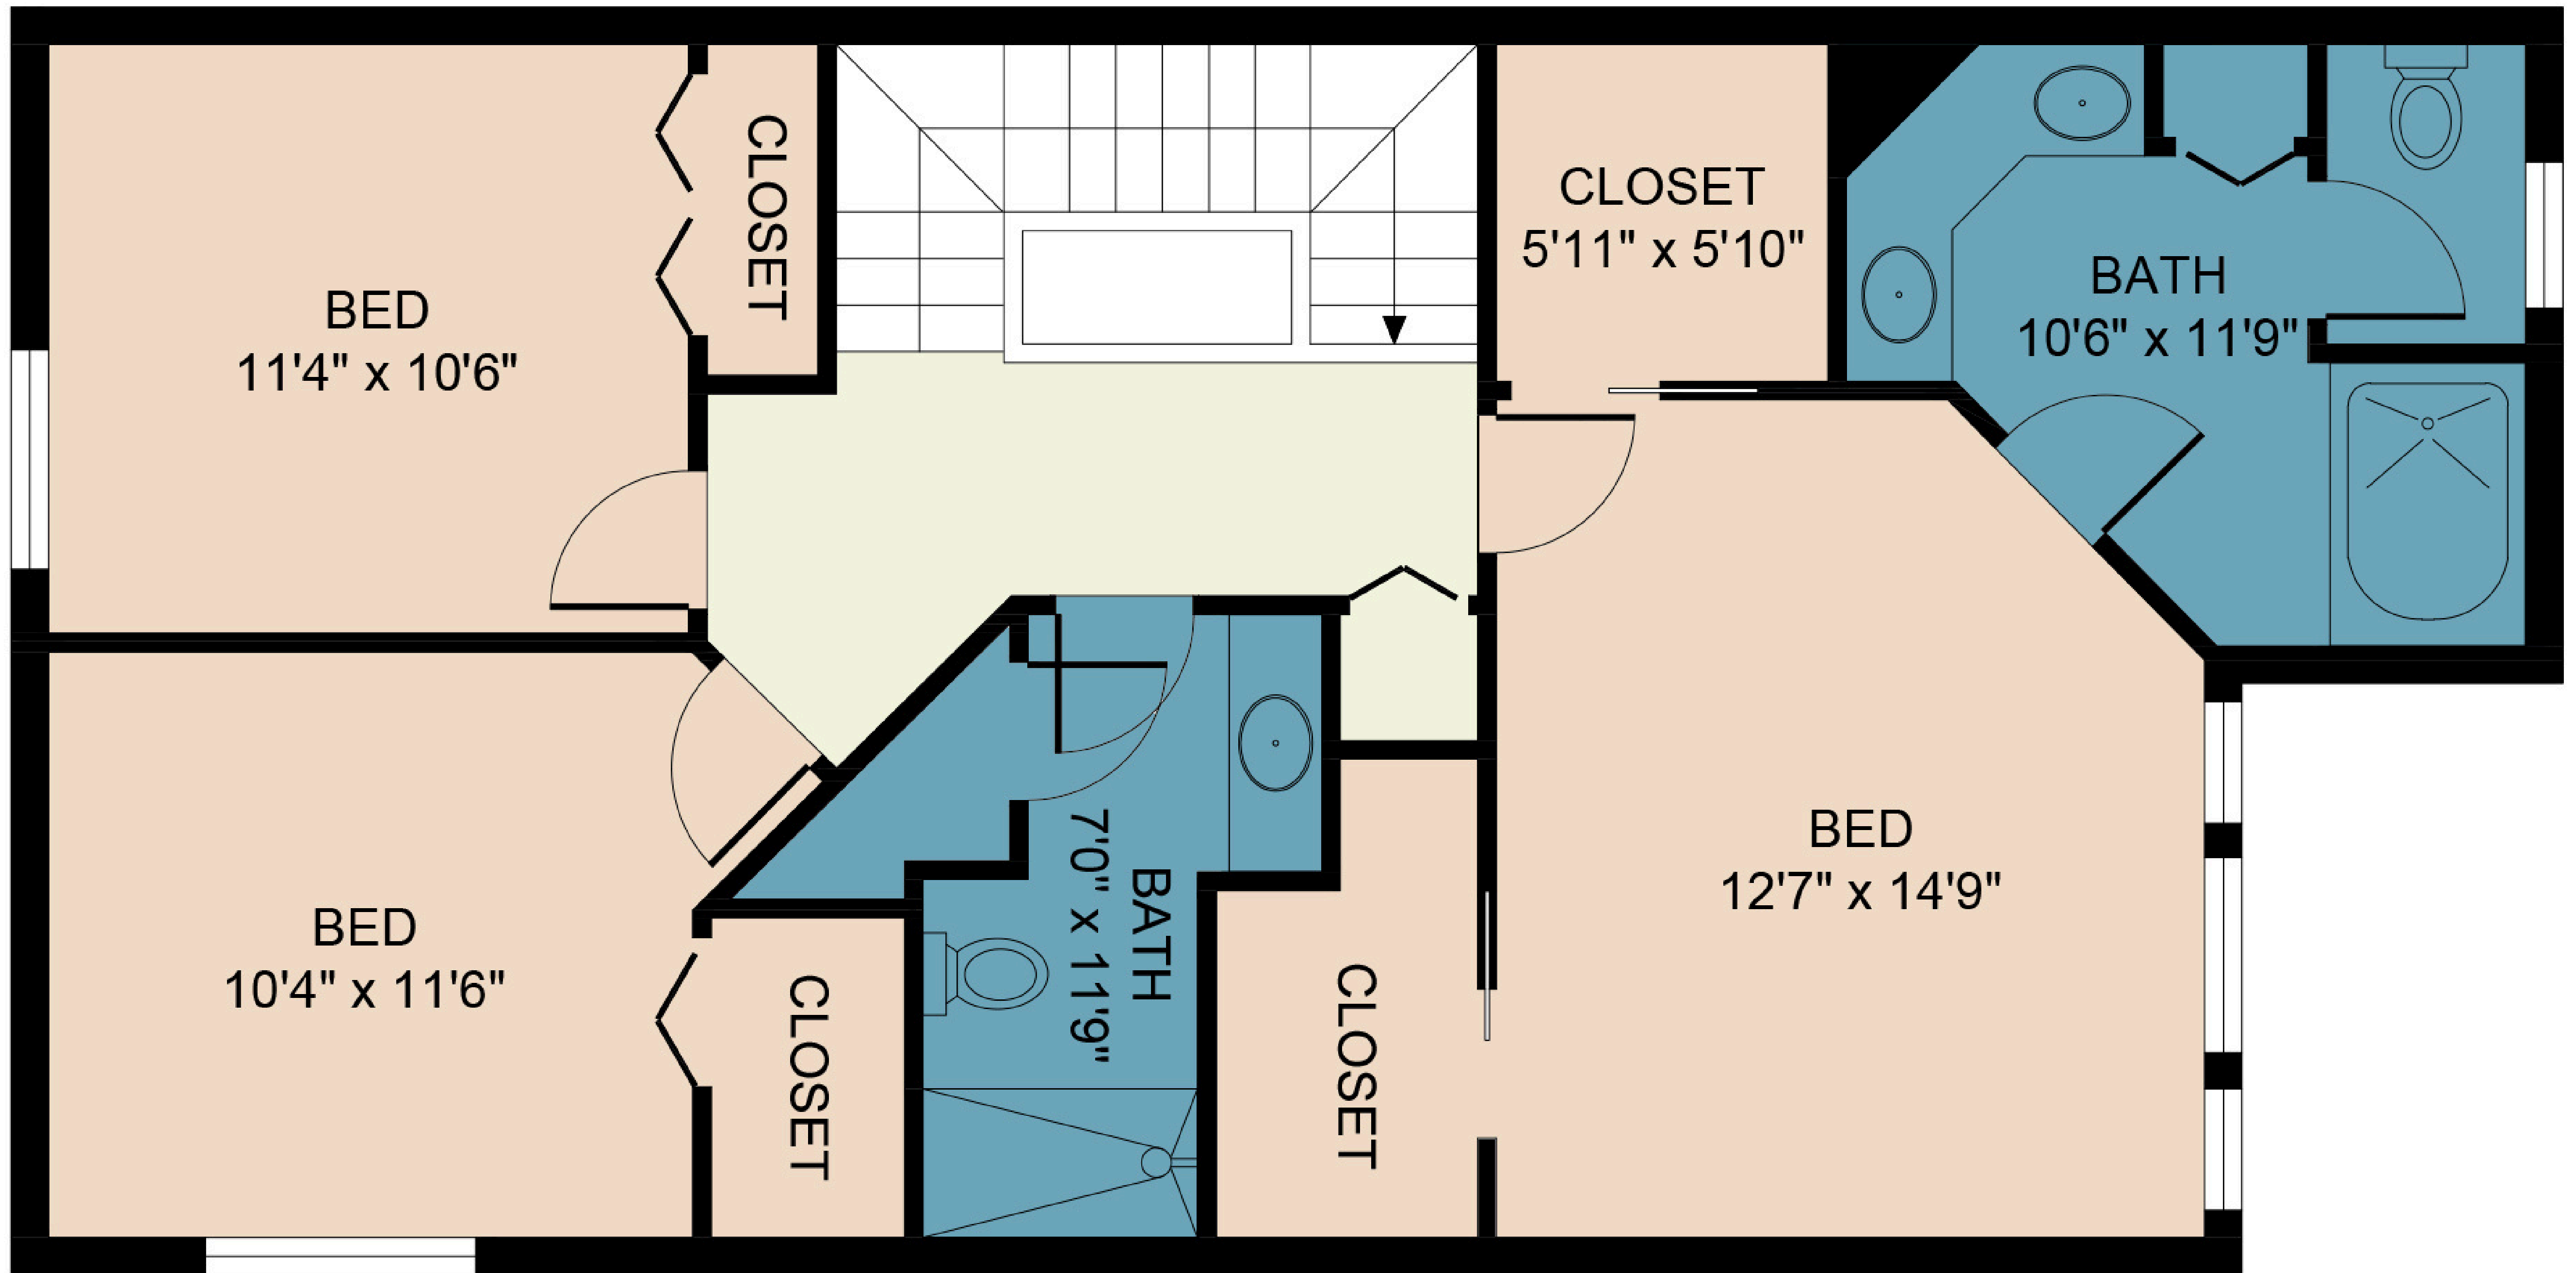 BED
11'4" x 10'6"
CLOSET
CLOSET
5'11" x 5'10"
BATH
10'6" x 11'9"
BED
10'4" x 11'6"
CLOSET
BATH
7'0" x 11'9"
CLOSET
BED
12'7" x 14'9"